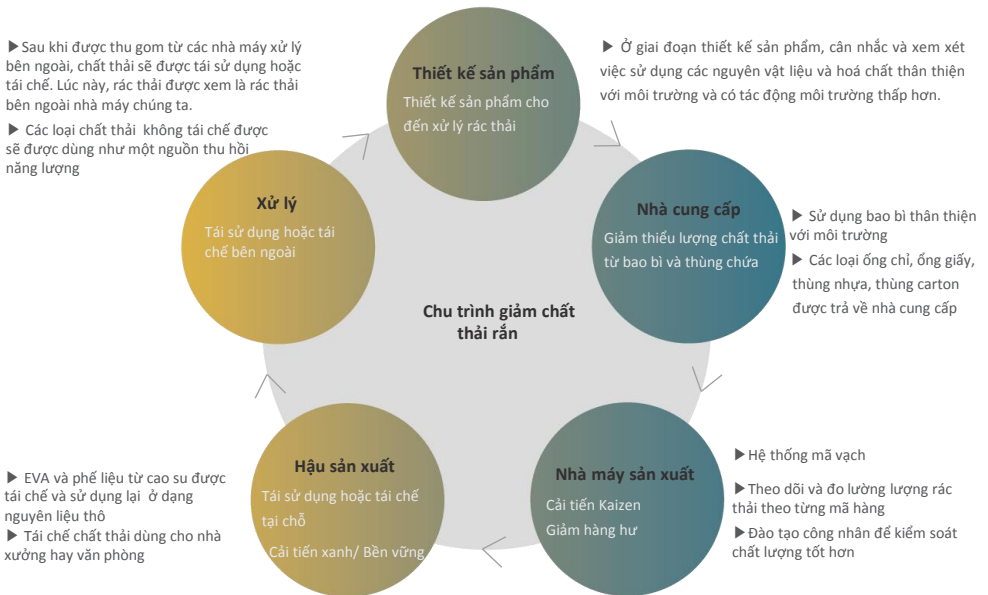 Thiết kế sản phẩm
Thiết kế sản phẩm cho
đến xử lý rác thải
▶ Ở giai đoạn thiết kế sản phẩm, cân nhắc và xem xét
việc sử dụng các nguyên vật liệu và hoá chất thân thiện
với môi trường và có tác động môi trường thấp hơn.
Nhà cung cấp
Giảm thiểu lượng chất thải
từ bao bì và thùng chứa
▶ Sử dụng bao bì thân thiện
với môi trường
▶ Các loại ống chỉ, ống giấy,
thùng nhựa, thùng carton
được trả về nhà cung cấp
Nhà máy sản xuất
Cải tiến Kaizen
Giảm hàng hư
▶Hệ thống mã vạch
▶Theo dõi và đo lường lượng rác
thải theo từng mã hàng
▶Đào tạo công nhân để kiểm soát
chất lượng tốt hơn
Hậu sản xuất
Tái sử dụng hoặc tái chế
tại chỗ
Cải tiến xanh/ Bền vững
▶ EVA và phế liệu từ cao su được
tái chế và sử dụng lại ở dạng
nguyên liệu thô
▶ Tái chế chất thải dùng cho nhà
xưởng hay văn phòng
Xử lý
Tái sử dụng hoặc tái
chế bên ngoài
▶Sau khi được thu gom từ các nhà máy xử lý
bên ngoài, chất thải sẽ được tái sử dụng hoặc
tái chế. Lúc này, rác thải được xem là rác thải
bên ngoài nhà máy chúng ta.
▶ Các loại chất thải không tái chế được
sẽ được dùng như một nguồn thu hồi
năng lượng
Chu trình giảm chất
thải rắn